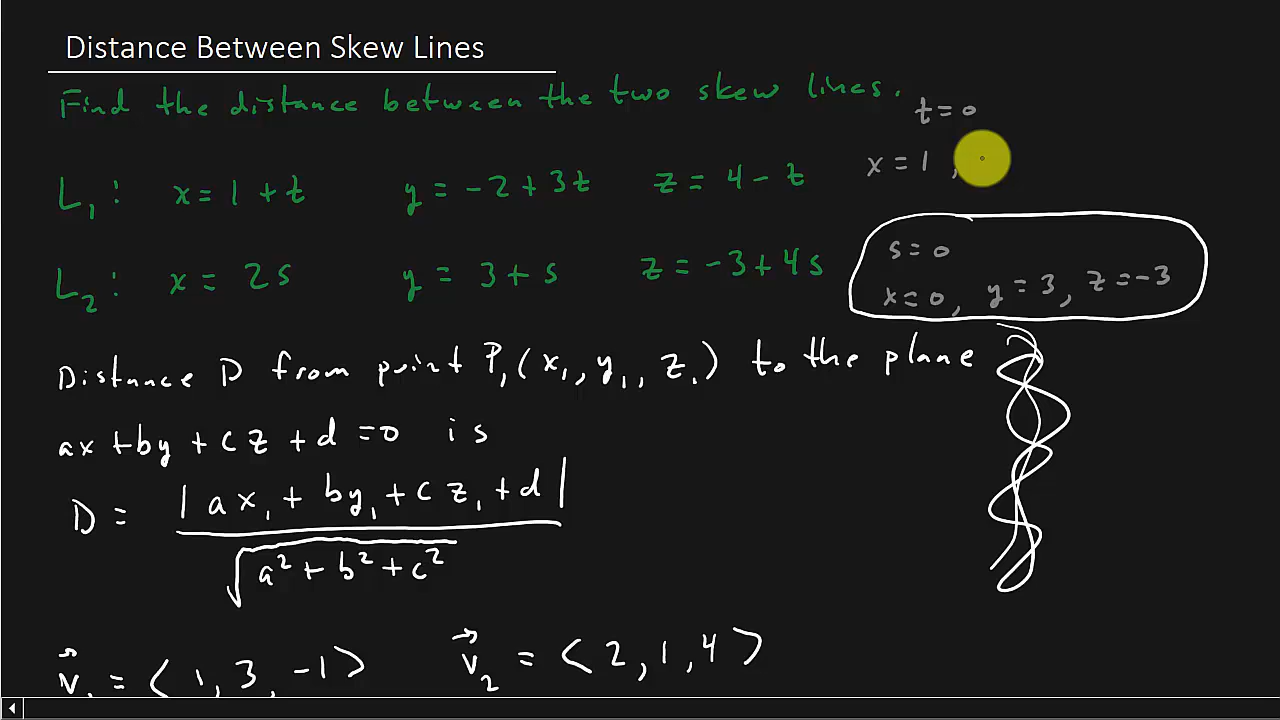 Distance Between Skew Lines
Find the distance between the two skew lines.
t = 0
x = 1 ,
L₁ : x = 1 + t y = -2 + 3t z = 4 - t
L₂ : x = 2s y = 3 + s z = -3 + 4s
s = 0
x = 0, y = 3, z = -3
Distance D from point P₁(x₁, y₁, z₁) to the plane
ax + by + cz + d = 0 is
D = |ax₁ + by₁ + cz₁ + d| / √(a² + b² + c²)
v⃗₁ = ⟨1, 3, -1⟩ v⃗₂ = ⟨2, 1, 4⟩